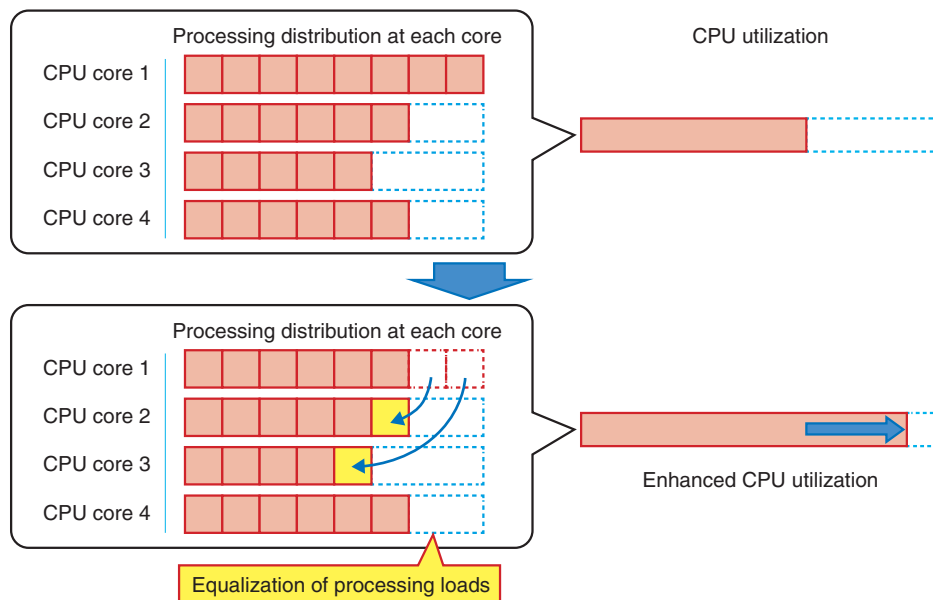 Processing distribution at each core
CPU utilization
CPU core 1
CPU core 2
CPU core 3
CPU core 4
Processing distribution at each core
CPU core 1
CPU core 2
CPU core 3
CPU core 4
Enhanced CPU utilization
Equalization of processing loads